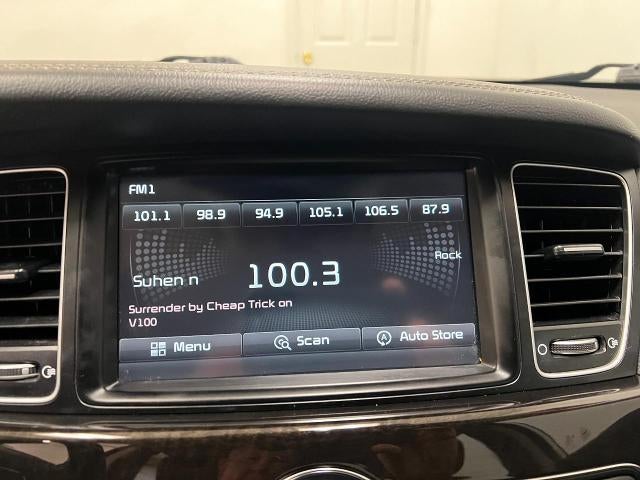 FM1
101.1 98.9 94.9 105.1 106.5 87.9
Rock
Suhen n 100.3
Surrender by Cheap Trick on
V100
Menu Scan Auto Store